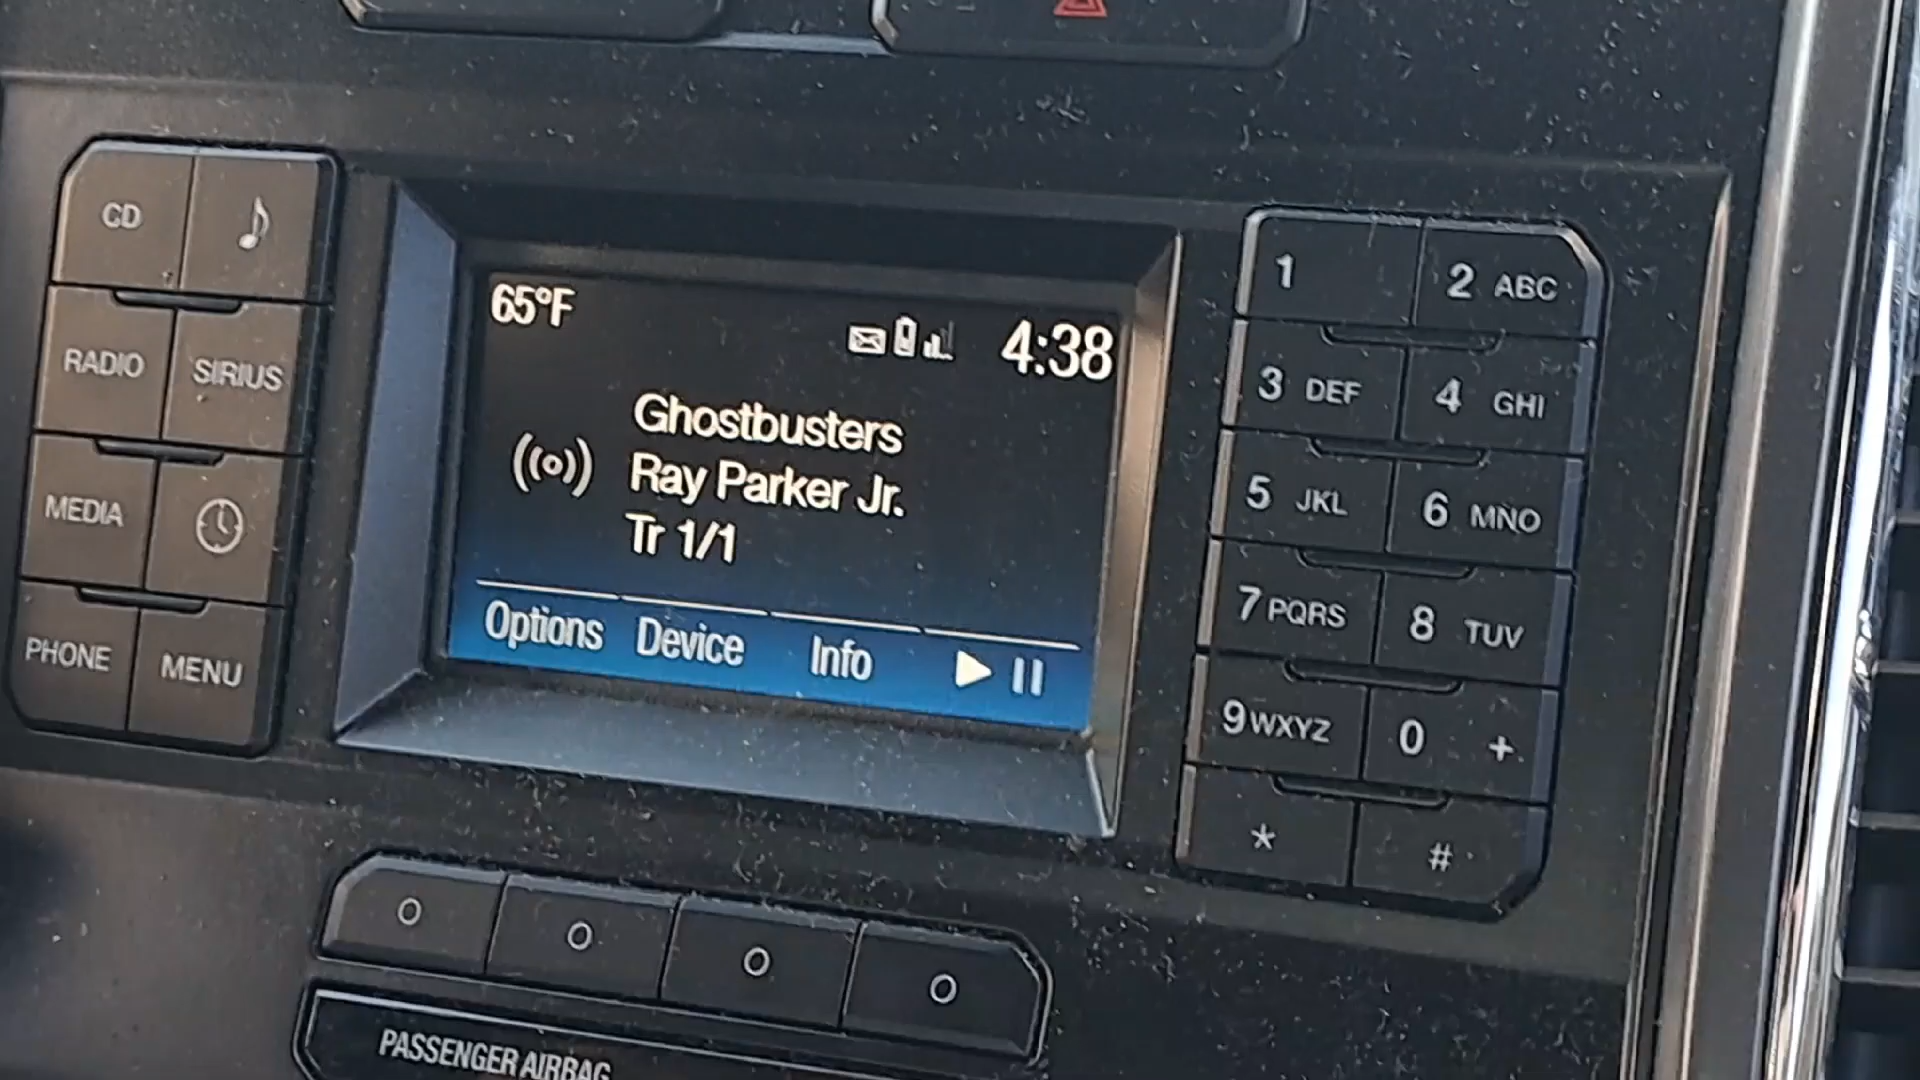 CD
RADIO SIRIUS
MEDIA
PHONE MENU
65°F 4:38
Ghostbusters
Ray Parker Jr.
Tr 1/1
Options Device Info
1 2 ABC
3 DEF 4 GHI
5 JKL 6 MNO
7 PQRS 8 TUV
9 WXYZ 0 +
* #
PASSENGER AIRBAG